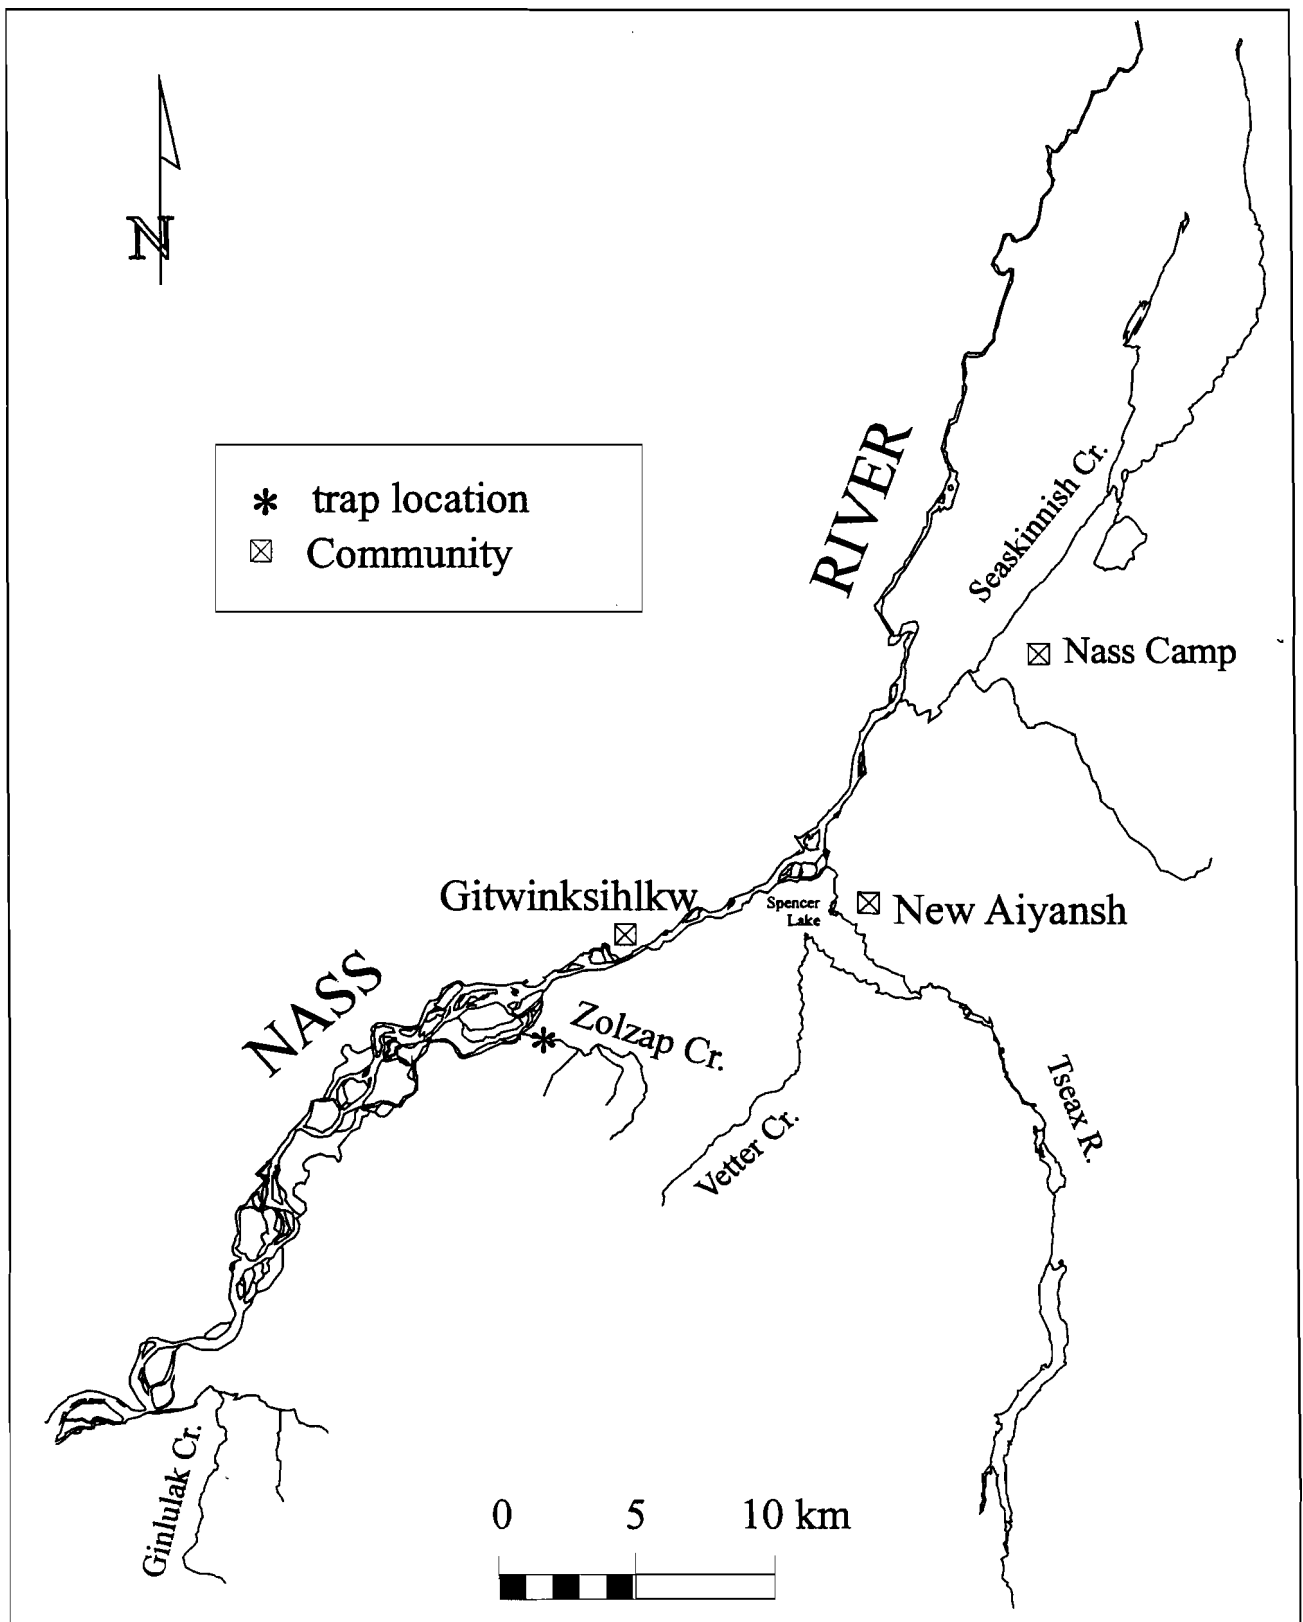 N
* trap location
Community
RIVER
Seaskinnish Cr.
Nass Camp
Gitwinksihlkw
Spencer
Lake
New Aiyansh
NASS
Zolzap Cr.
Tseax R.
Vetter Cr.
Ginlulak Cr.
0 5 10 km